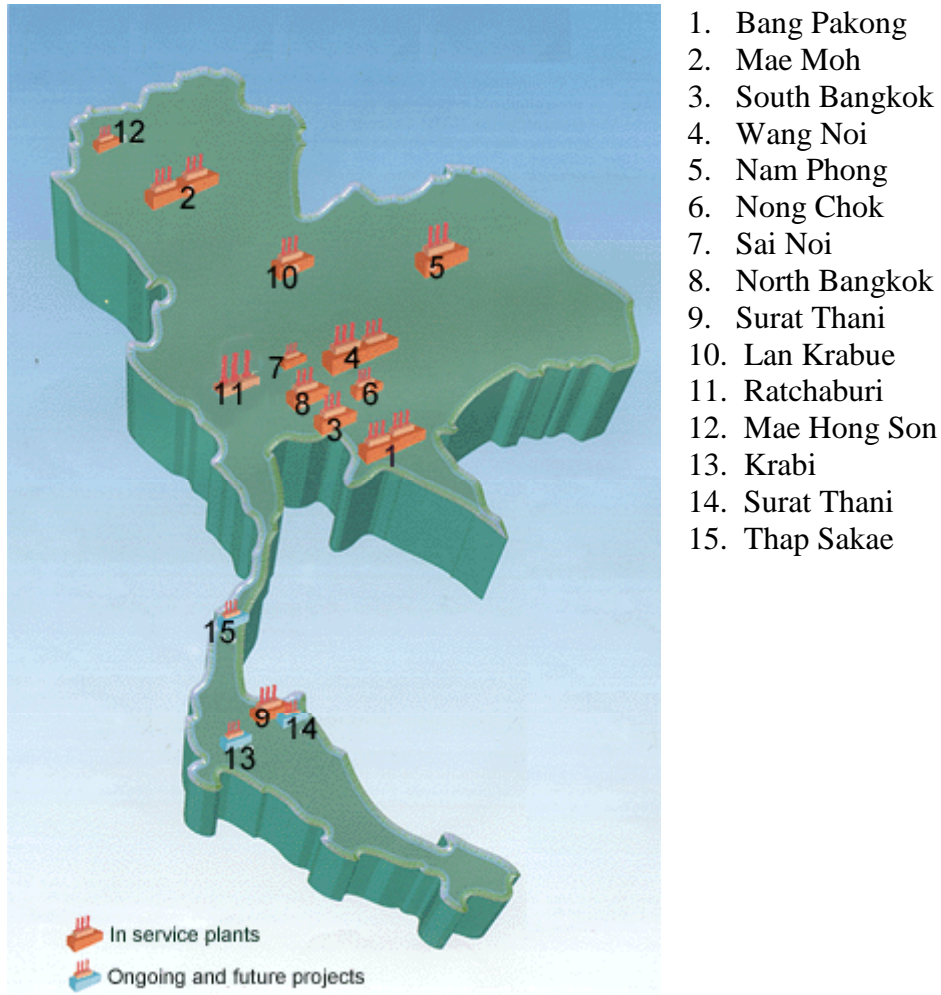 12
2
10
5
7
4
11
8
6
3
1
15
9
14
13
In service plants
Ongoing and future projects
1. Bang Pakong
2. Mae Moh
3. South Bangkok
4. Wang Noi
5. Nam Phong
6. Nong Chok
7. Sai Noi
8. North Bangkok
9. Surat Thani
10. Lan Krabue
11. Ratchaburi
12. Mae Hong Son
13. Krabi
14. Surat Thani
15. Thap Sakae